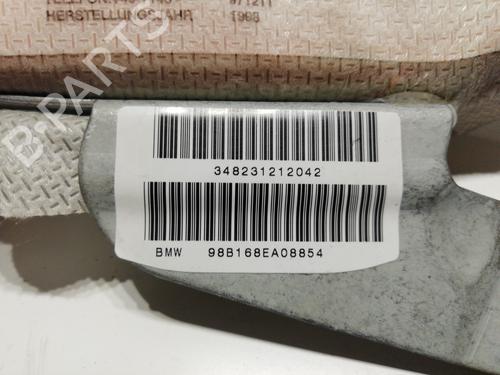 HERSTELLUNGSJAHR 1998
B-PARTS
348231212042
BMW 98B168EA08854